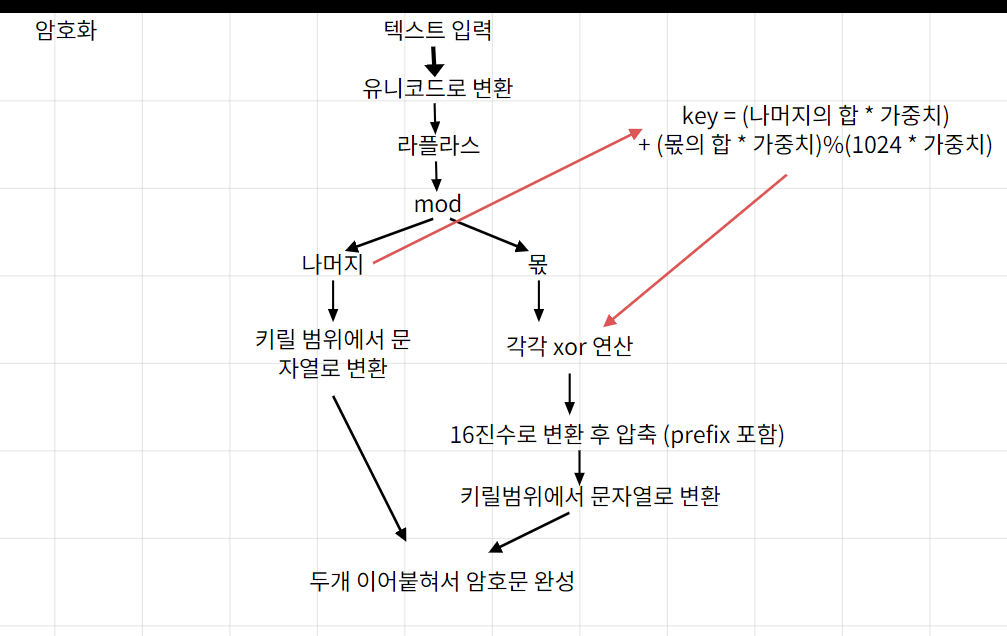 암호화
텍스트 입력
유니코드로 변환
라플라스
mod
key = (나머지의 합 * 가중치)
+ (몫의 합 * 가중치)%(1024 * 가중치)
나머지
몫
키릴 범위에서 문
자열로 변환
각각 xor 연산
16진수로 변환 후 압축 (prefix 포함)
키릴범위에서 문자열로 변환
두개 이어붙혀서 암호문 완성